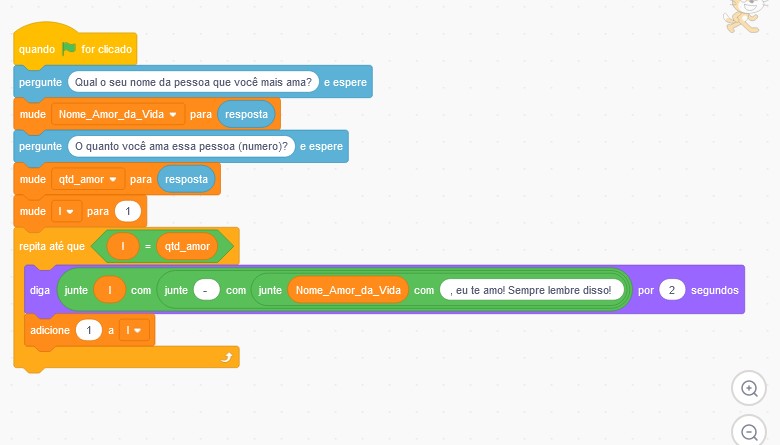 quando for clicado
pergunte Qual o seu nome da pessoa que você mais ama? e espere
mude Nome_Amor_da_Vida para resposta
pergunte O quanto você ama essa pessoa (numero)? e espere
mude qtd_amor para resposta
mude I para 1
repita até que I = qtd_amor
diga junte I com junte - com junte Nome_Amor_da_Vida com , eu te amo! Sempre lembre disso! por 2 segundos
adicione 1 a I